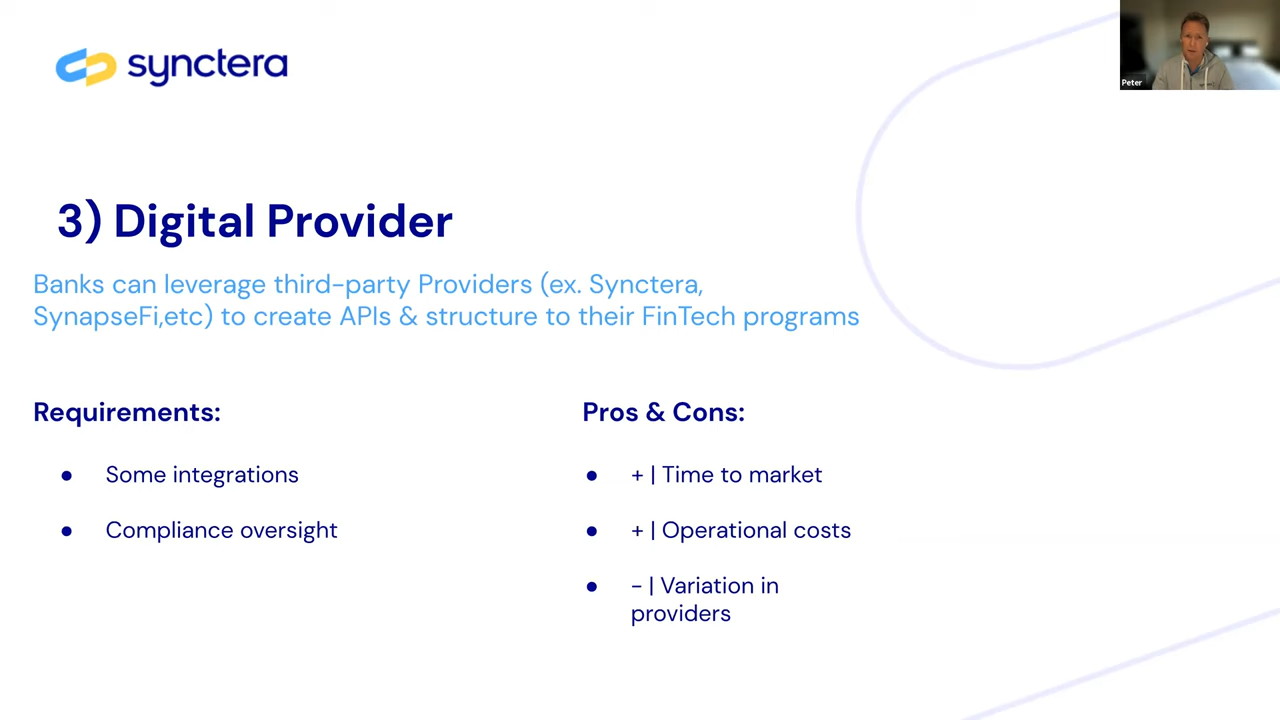 synctera
Peter
3) Digital Provider
Banks can leverage third-party Providers (ex. Synctera,
SynapseFi,etc) to create APIs & structure to their FinTech programs
Requirements:
● Some integrations
● Compliance oversight
Pros & Cons:
● + | Time to market
● + | Operational costs
● - | Variation in
providers